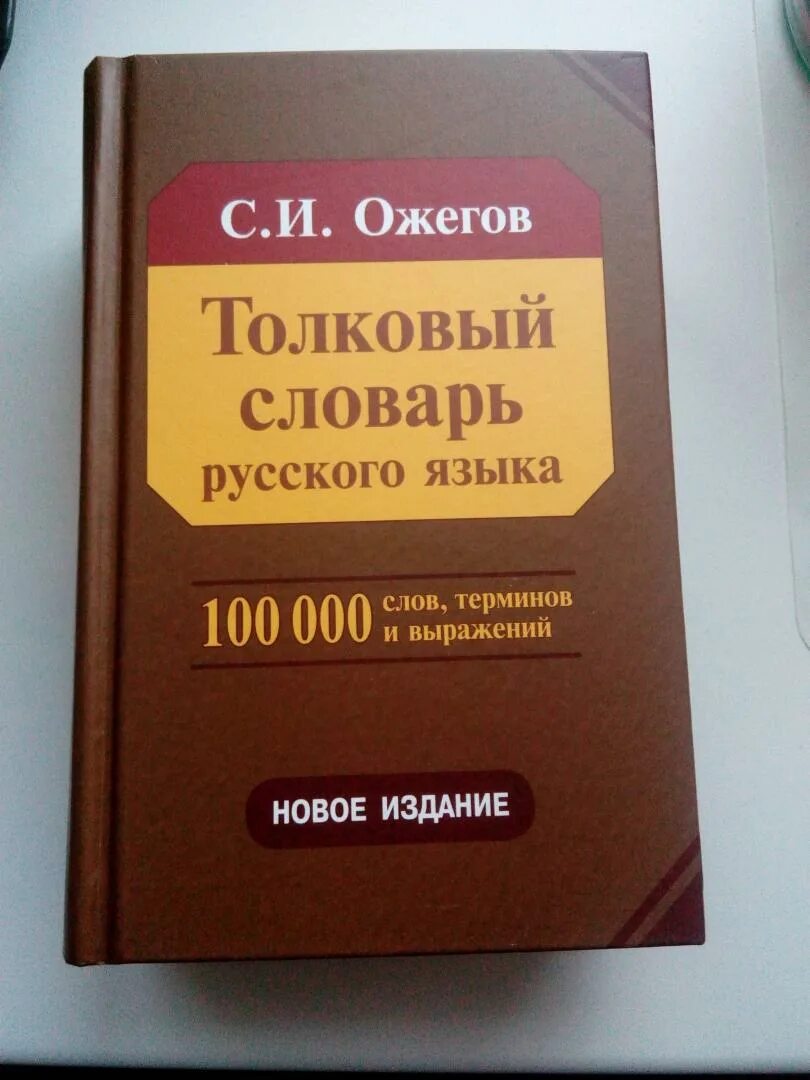 С.И. Ожегов
Толковый
словарь
русского языка
100 000 слов, терминов
и выражений
НОВОЕ ИЗДАНИЕ